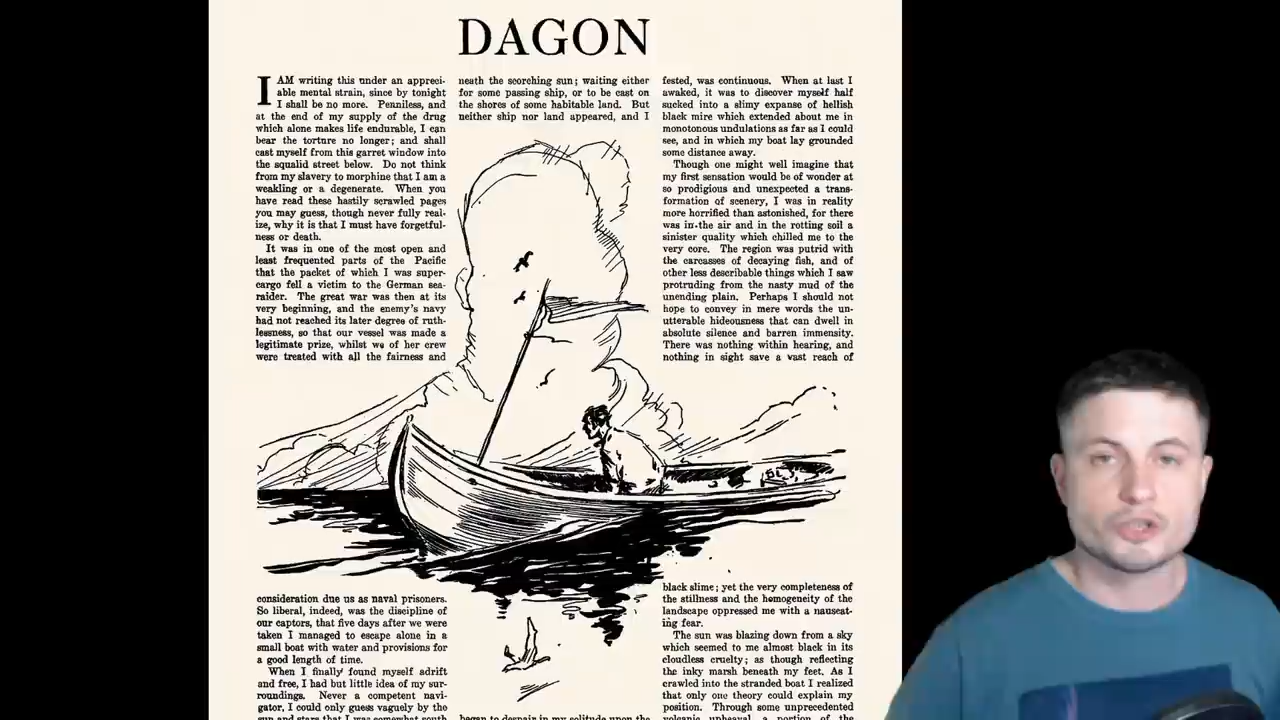 DAGON
I AM writing this under an appreci-
able mental strain, since by tonight
I shall be no more. Penniless, and
at the end of my supply of the drug
which alone makes life endurable, I can
bear the torture no longer; and shall
cast myself from this garret window into
the squalid street below. Do not think
from my slavery to morphine that I am a
weakling or a degenerate. When you
have read these hastily scrawled pages
you may guess, though never fully real-
ize, why it is that I must have forgetful-
ness or death.
It was in one of the most open and
least frequented parts of the Pacific
that the packet of which I was super-
cargo fell a victim to the German sea-
raider. The great war was then at its
very beginning, and the enemy's navy
had not reached its later degree of ruth-
lessness, so that our vessel was made a
legitimate prize, whilst we of her crew
were treated with all the fairness and
consideration due us as naval prisoners.
So liberal, indeed, was the discipline of
our captors, that five days after we were
taken I managed to escape alone in a
small boat with water and provisions for
a good length of time.
When I finally found myself adrift
and free, I had but little idea of my sur-
roundings. Never a competent navi-
gator, I could only guess vaguely by the
sun and stars that I was somewhat south
neath the scorching sun; waiting either
for some passing ship, or to be cast on
the shores of some habitable land. But
neither ship nor land appeared, and I
began to despair in my solitude upon the
fested, was continuous. When at last I
awaked, it was to discover myself half
sucked into a slimy expanse of hellish
black mire which extended about me in
monotonous undulations as far as I could
see, and in which my boat lay grounded
some distance away.
Though one might well imagine that
my first sensation would be of wonder at
so prodigious and unexpected a trans-
formation of scenery, I was in reality
more horrified than astonished, for there
was in the air and in the rotting soil a
sinister quality which chilled me to the
very core. The region was putrid with
the carcasses of decaying fish, and of
other less describable things which I saw
protruding from the nasty mud of the
unending plain. Perhaps I should not
hope to convey in mere words the un-
utterable hideousness that can dwell in
absolute silence and barren immensity.
There was nothing within hearing, and
nothing in sight save a vast reach of
black slime; yet the very completeness of
the stillness and the homogeneity of the
landscape oppressed me with a nauseat-
ing fear.
The sun was blazing down from a sky
which seemed to me almost black in its
cloudless cruelty; as though reflecting
the inky marsh beneath my feet. As I
crawled into the stranded boat I realized
that only one theory could explain my
position. Through some unprecedented
volcanic upheaval, a portion of the